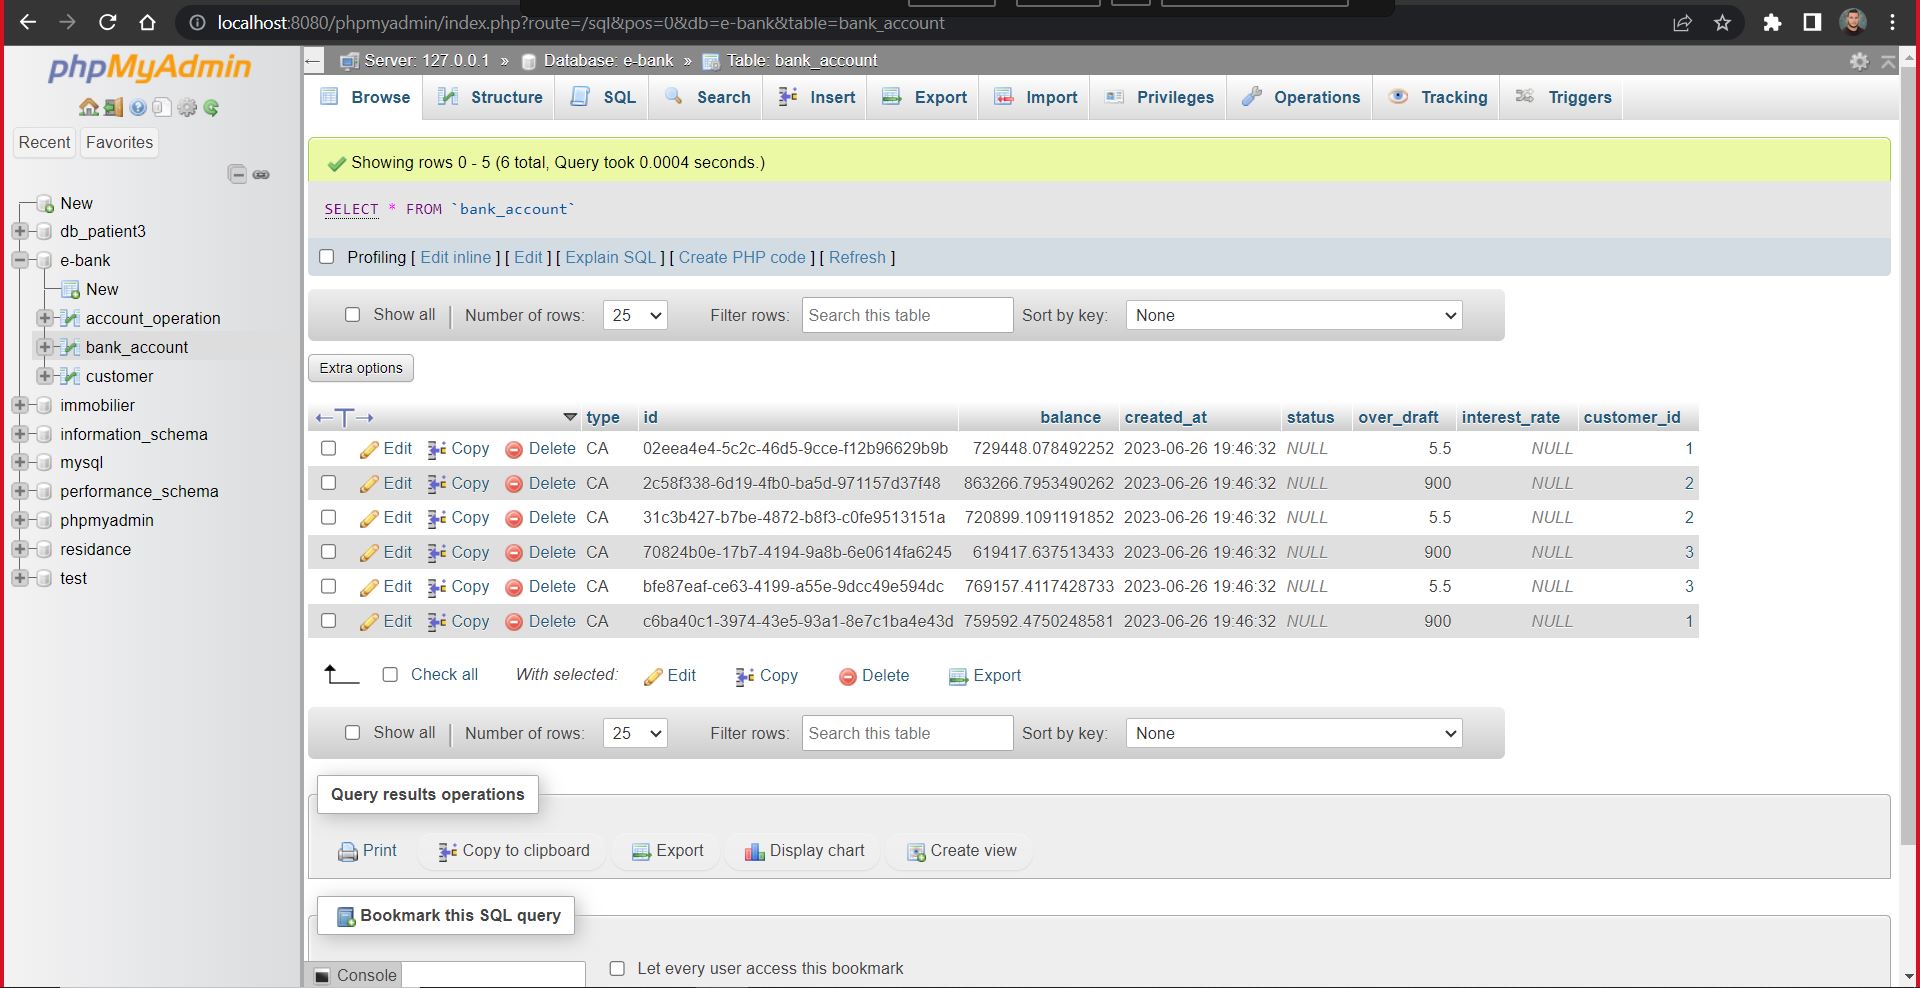 localhost:8080/phpmyadmin/index.php?route=/sql&pos=0&db=e-bank&table=bank_account
phpMyAdmin
Recent Favorites
New
db_patient3
e-bank
New
account_operation
bank_account
customer
immobilier
information_schema
mysql
performance_schema
phpmyadmin
residance
test
Server: 127.0.0.1 » Database: e-bank » Table: bank_account
Browse Structure SQL Search Insert Export Import Privileges Operations Tracking Triggers
Showing rows 0 - 5 (6 total, Query took 0.0004 seconds.)
SELECT * FROM `bank_account`
Profiling [ Edit inline ] [ Edit ] [ Explain SQL ] [ Create PHP code ] [ Refresh ]
Show all | Number of rows: 25 Filter rows: Search this table Sort by key: None
Extra options
←T→ type id balance created_at status over_draft interest_rate customer_id
Edit Copy Delete CA 02eea4e4-5c2c-46d5-9cce-f12b96629b9b 729448.078492252 2023-06-26 19:46:32 NULL 5.5 NULL 1
Edit Copy Delete CA 2c58f338-6d19-4fb0-ba5d-971157d37f48 863266.7953490262 2023-06-26 19:46:32 NULL 900 NULL 2
Edit Copy Delete CA 31c3b427-b7be-4872-b8f3-c0fe9513151a 720899.1091191852 2023-06-26 19:46:32 NULL 5.5 NULL 2
Edit Copy Delete CA 70824b0e-17b7-4194-9a8b-6e0614fa6245 619417.637513433 2023-06-26 19:46:32 NULL 900 NULL 3
Edit Copy Delete CA bfe87eaf-ce63-4199-a55e-9dcc49e594dc 769157.4117428733 2023-06-26 19:46:32 NULL 5.5 NULL 3
Edit Copy Delete CA c6ba40c1-3974-43e5-93a1-8e7c1ba4e43d 759592.4750248581 2023-06-26 19:46:32 NULL 900 NULL 1
Check all With selected: Edit Copy Delete Export
Show all | Number of rows: 25 Filter rows: Search this table Sort by key: None
Query results operations
Print Copy to clipboard Export Display chart Create view
Bookmark this SQL query
Console Let every user access this bookmark